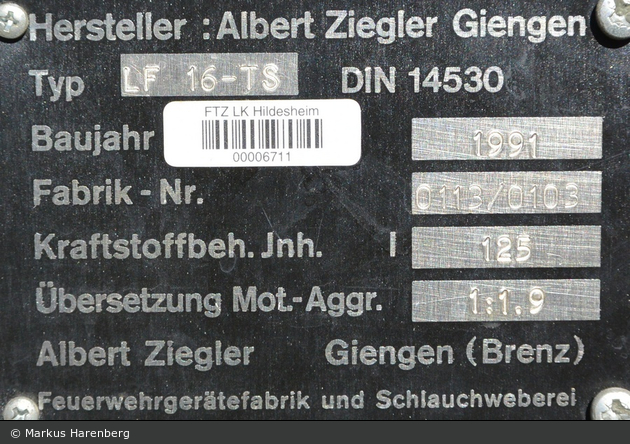 Hersteller : Albert Ziegler Giengen
Typ LF 16-TS DIN 14530
FTZ LK Hildesheim
00006711
Baujahr 1991
Fabrik - Nr. 0113/0103
Kraftstoffbeh. Jnh. l 125
Übersetzung Mot.-Aggr. 1:1.9
Albert Ziegler Giengen (Brenz)
Feuerwehrgerätefabrik und Schlauchweberei
© Markus Harenberg